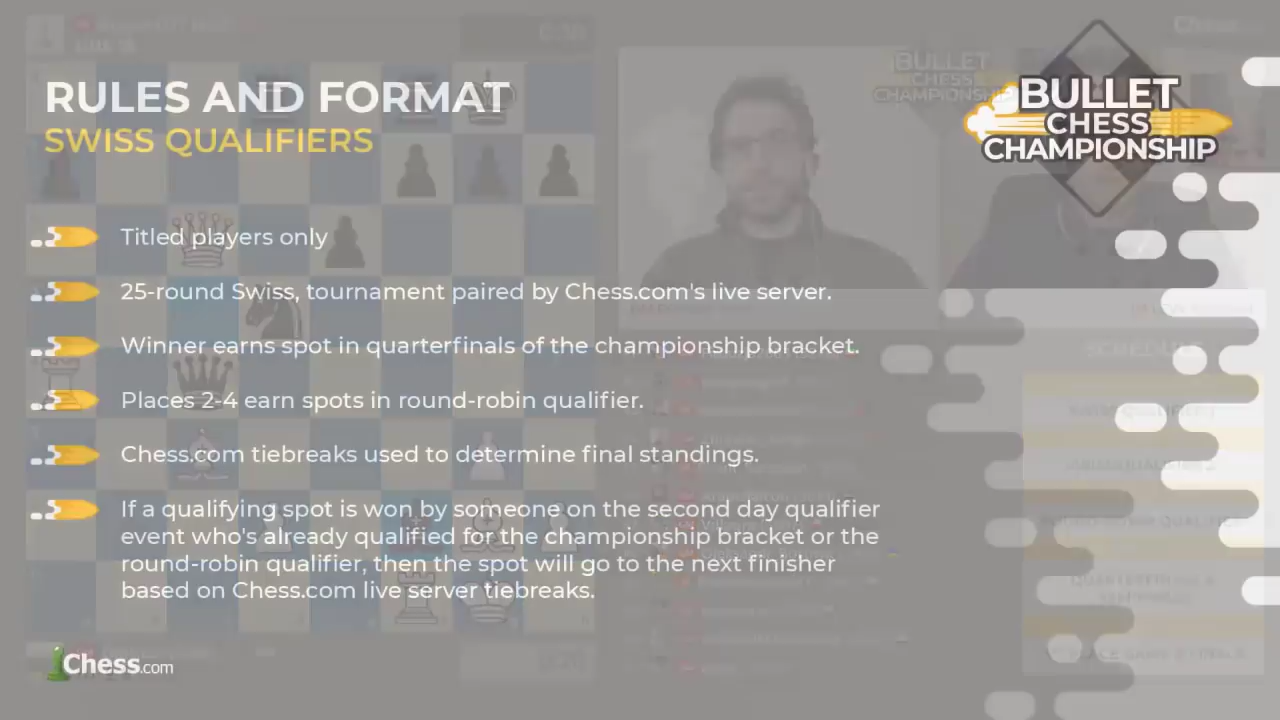 RULES AND FORMAT
SWISS QUALIFIERS
BULLET
CHESS
CHAMPIONSHIP
BULLET
CHESS
CHAMPIONSHIP
Titled players only
25-round Swiss, tournament paired by Chess.com's live server.
Winner earns spot in quarterfinals of the championship bracket.
Places 2-4 earn spots in round-robin qualifier.
Chess.com tiebreaks used to determine final standings.
If a qualifying spot is won by someone on the second day qualifier
event who's already qualified for the championship bracket or the
round-robin qualifier, then the spot will go to the next finisher
based on Chess.com live server tiebreaks.
SCHEDULE
Chess.com